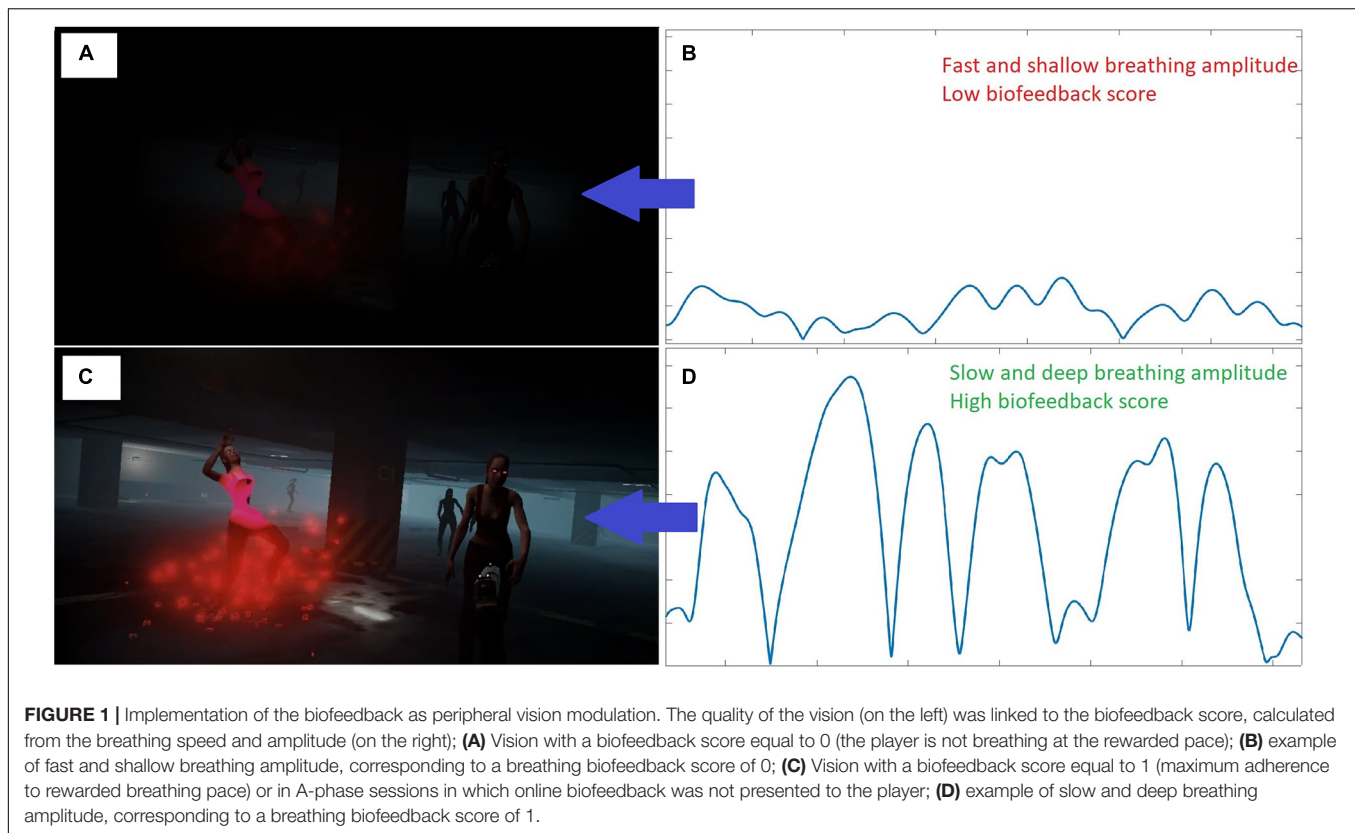 A
B
Fast and shallow breathing amplitude
Low biofeedback score
C
D
Slow and deep breathing amplitude
High biofeedback score
FIGURE 1 | Implementation of the biofeedback as peripheral vision modulation. The quality of the vision (on the left) was linked to the biofeedback score, calculated
from the breathing speed and amplitude (on the right); (A) Vision with a biofeedback score equal to 0 (the player is not breathing at the rewarded pace); (B) example
of fast and shallow breathing amplitude, corresponding to a breathing biofeedback score of 0; (C) Vision with a biofeedback score equal to 1 (maximum adherence
to rewarded breathing pace) or in A-phase sessions in which online biofeedback was not presented to the player; (D) example of slow and deep breathing
amplitude, corresponding to a breathing biofeedback score of 1.